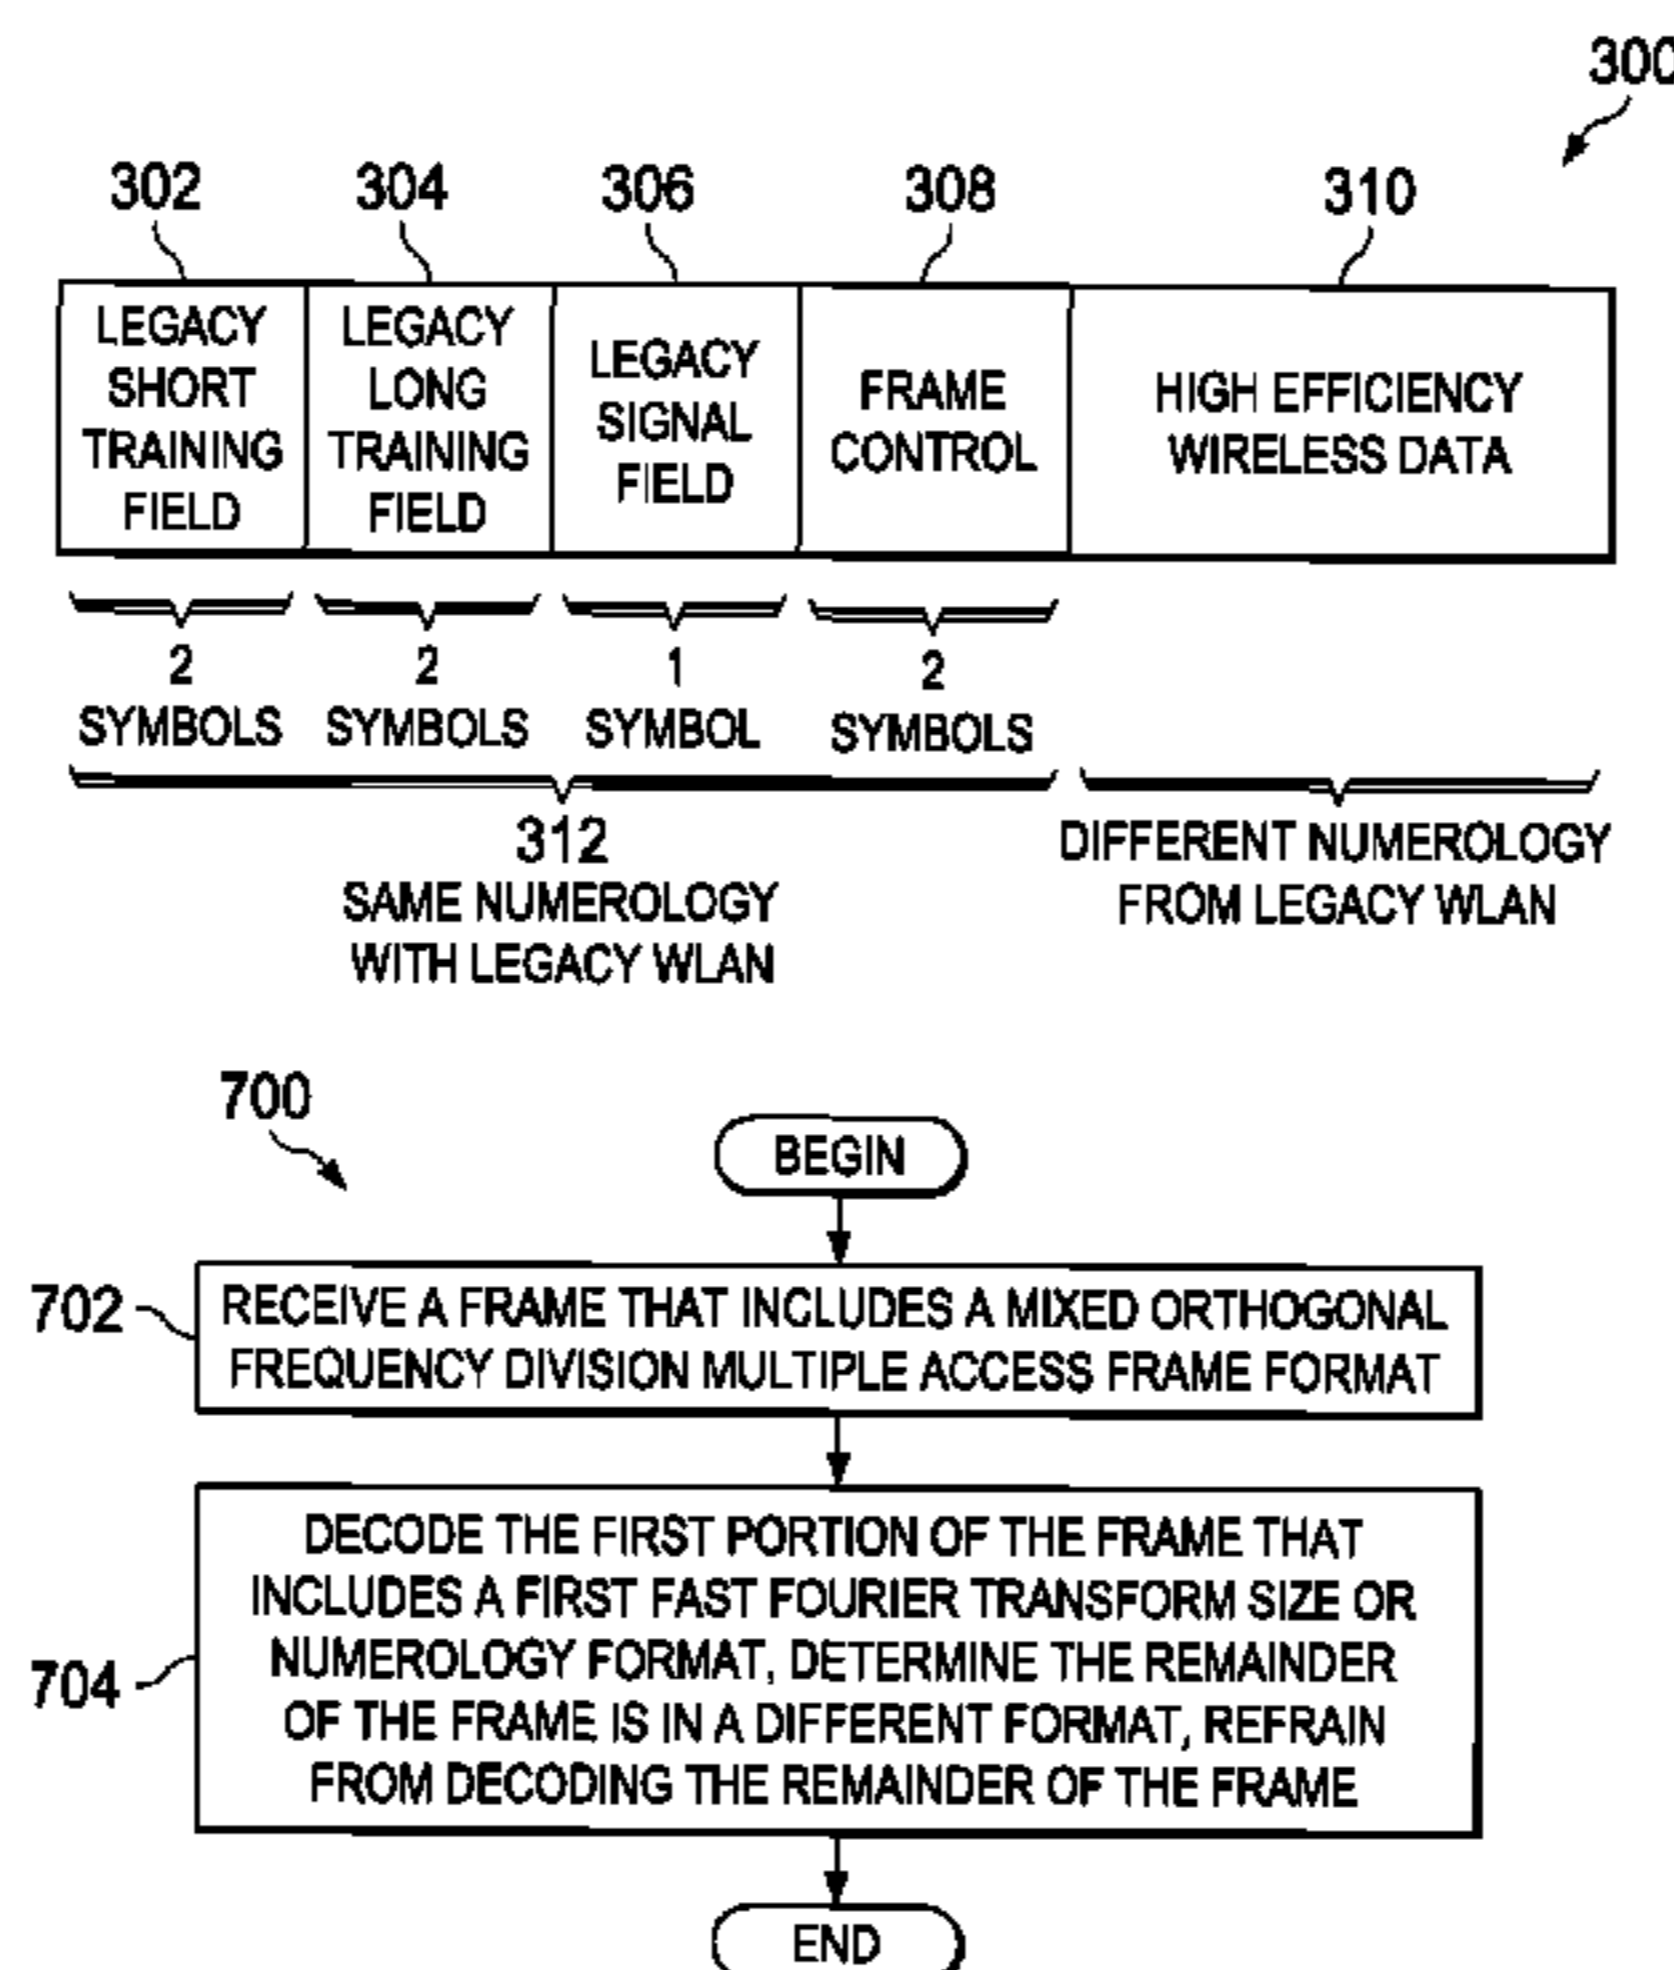 300
302 304 306 308 310
LEGACY SHORT TRAINING FIELD
LEGACY LONG TRAINING FIELD
LEGACY SIGNAL FIELD
FRAME CONTROL
HIGH EFFICIENCY WIRELESS DATA
2 SYMBOLS
2 SYMBOLS
1 SYMBOL
2 SYMBOLS
312
SAME NUMEROLOGY
WITH LEGACY WLAN
DIFFERENT NUMEROLOGY
FROM LEGACY WLAN
700
BEGIN
702
RECEIVE A FRAME THAT INCLUDES A MIXED ORTHOGONAL
FREQUENCY DIVISION MULTIPLE ACCESS FRAME FORMAT
704
DECODE THE FIRST PORTION OF THE FRAME THAT
INCLUDES A FIRST FAST FOURIER TRANSFORM SIZE OR
NUMEROLOGY FORMAT, DETERMINE THE REMAINDER
OF THE FRAME IS IN A DIFFERENT FORMAT, REFRAIN
FROM DECODING THE REMAINDER OF THE FRAME
END